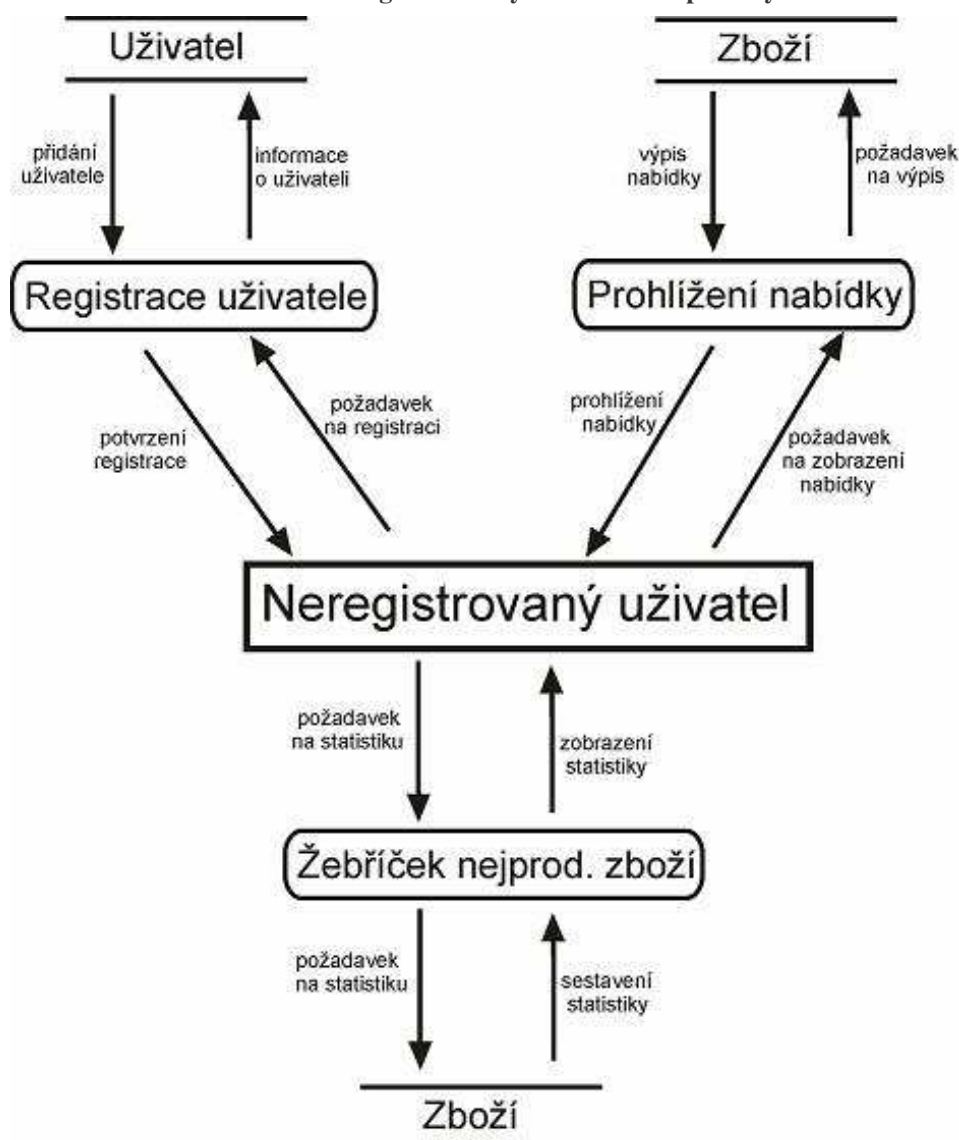 Uživatel
Zboží
přidání
uživatele
informace
o uživateli
výpis
nabídky
požadavek
na výpis
Registrace uživatele
Prohlížení nabídky
potvrzení
registrace
požadavek
na registraci
prohlížení
nabídky
požadavek
na zobrazení
nabídky
Neregistrovaný uživatel
požadavek
na statistiku
zobrazení
statistiky
Žebříček nejprod. zboží
požadavek
na statistiku
sestavení
statistiky
Zboží